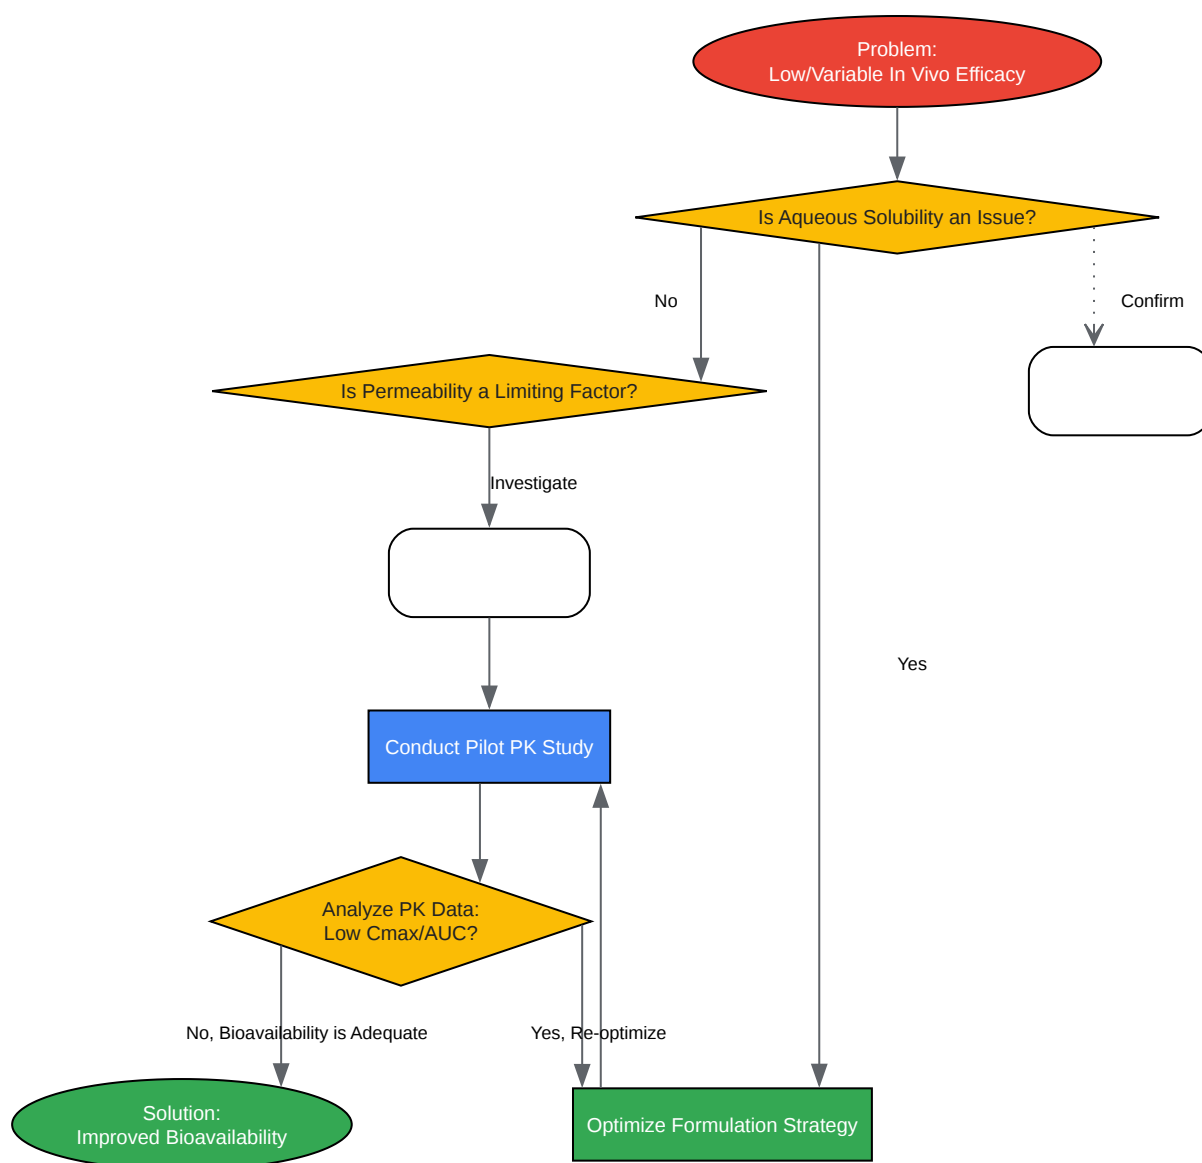 Problem:
Low/Variable In Vivo Efficacy
Is Aqueous Solubility an Issue?
No
Confirm
Is Permeability a Limiting Factor?
Investigate
Yes
Conduct Pilot PK Study
Analyze PK Data:
Low Cmax/AUC?
No, Bioavailability is Adequate
Yes, Re-optimize
Solution:
Improved Bioavailability
Optimize Formulation Strategy